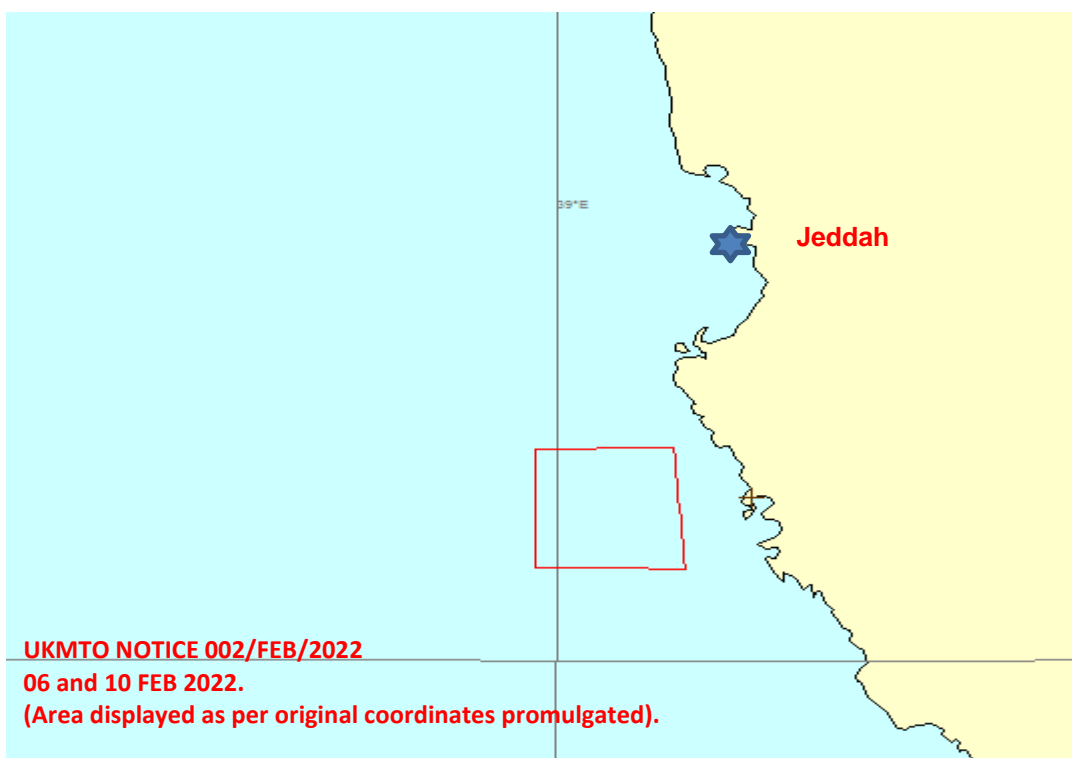 39°E
Jeddah
UKMTO NOTICE 002/FEB/2022
06 and 10 FEB 2022.
(Area displayed as per original coordinates promulgated).